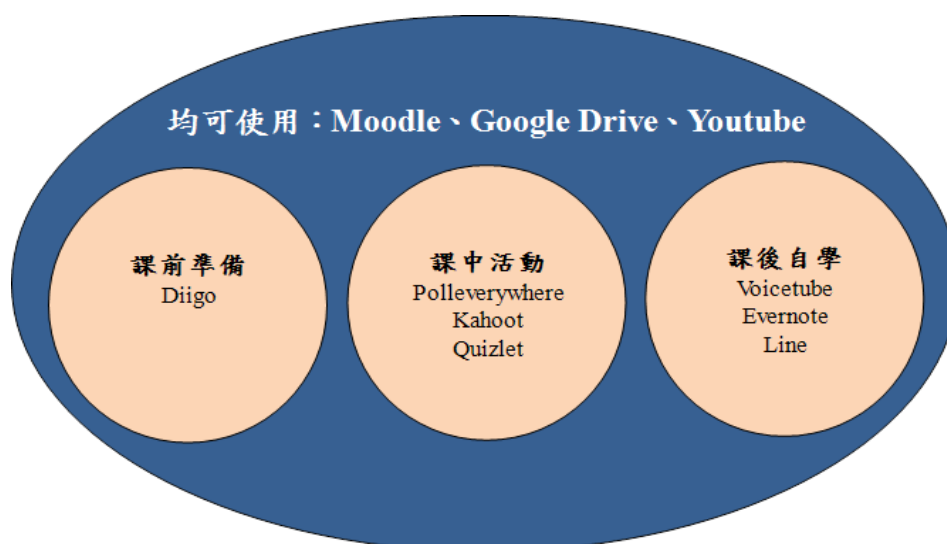 均可使用：Moodle、Google Drive、Youtube
課前準備
Diigo
課中活動
Polleverywhere
Kahoot
Quizlet
課後自學
Voicetube
Evernote
Line